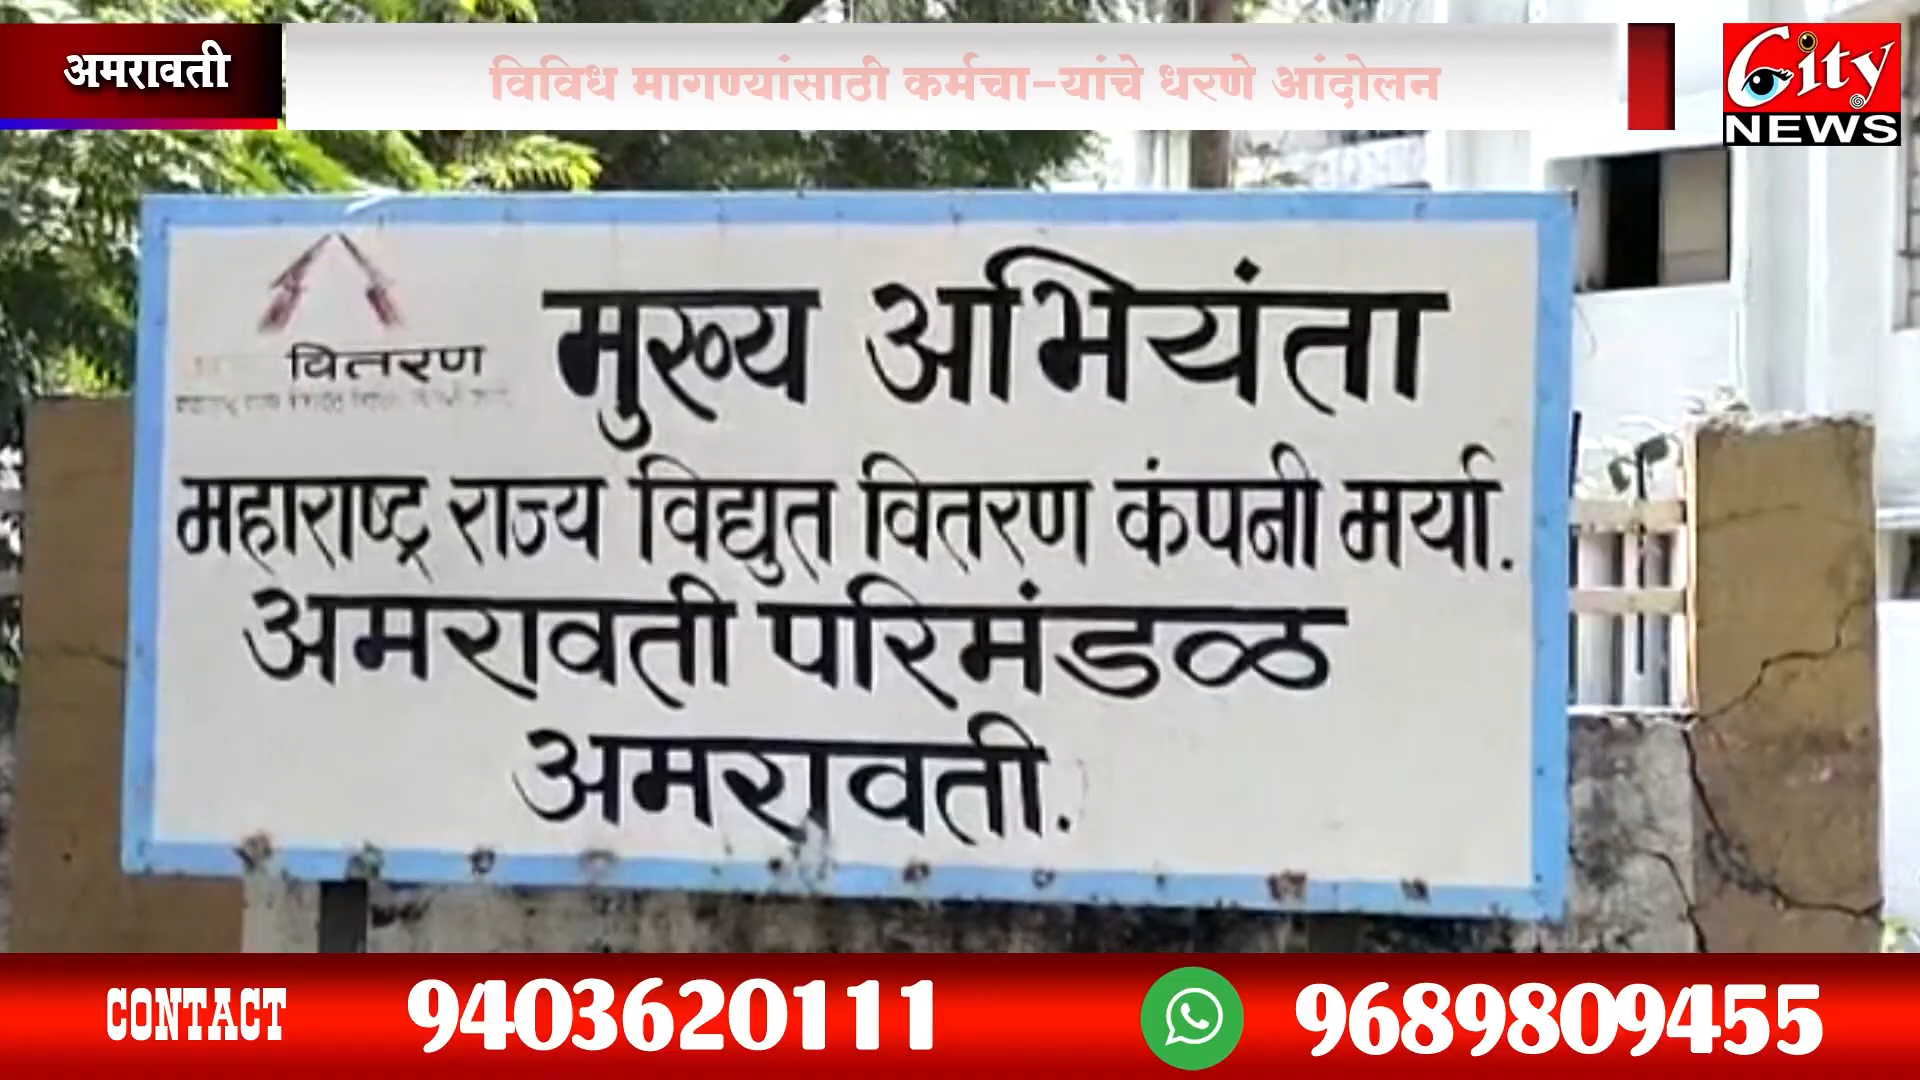 अमरावती
विविध मागण्यांसाठी कर्मचा-यांचे धरणे आंदोलन
City
NEWS
वितरण
मुख्य अभियंता
महाराष्ट्र राज्य विद्युत वितरण कंपनी मर्या.
अमरावती परिमंडळ
अमरावती.
CONTACT 9403620111 9689809455